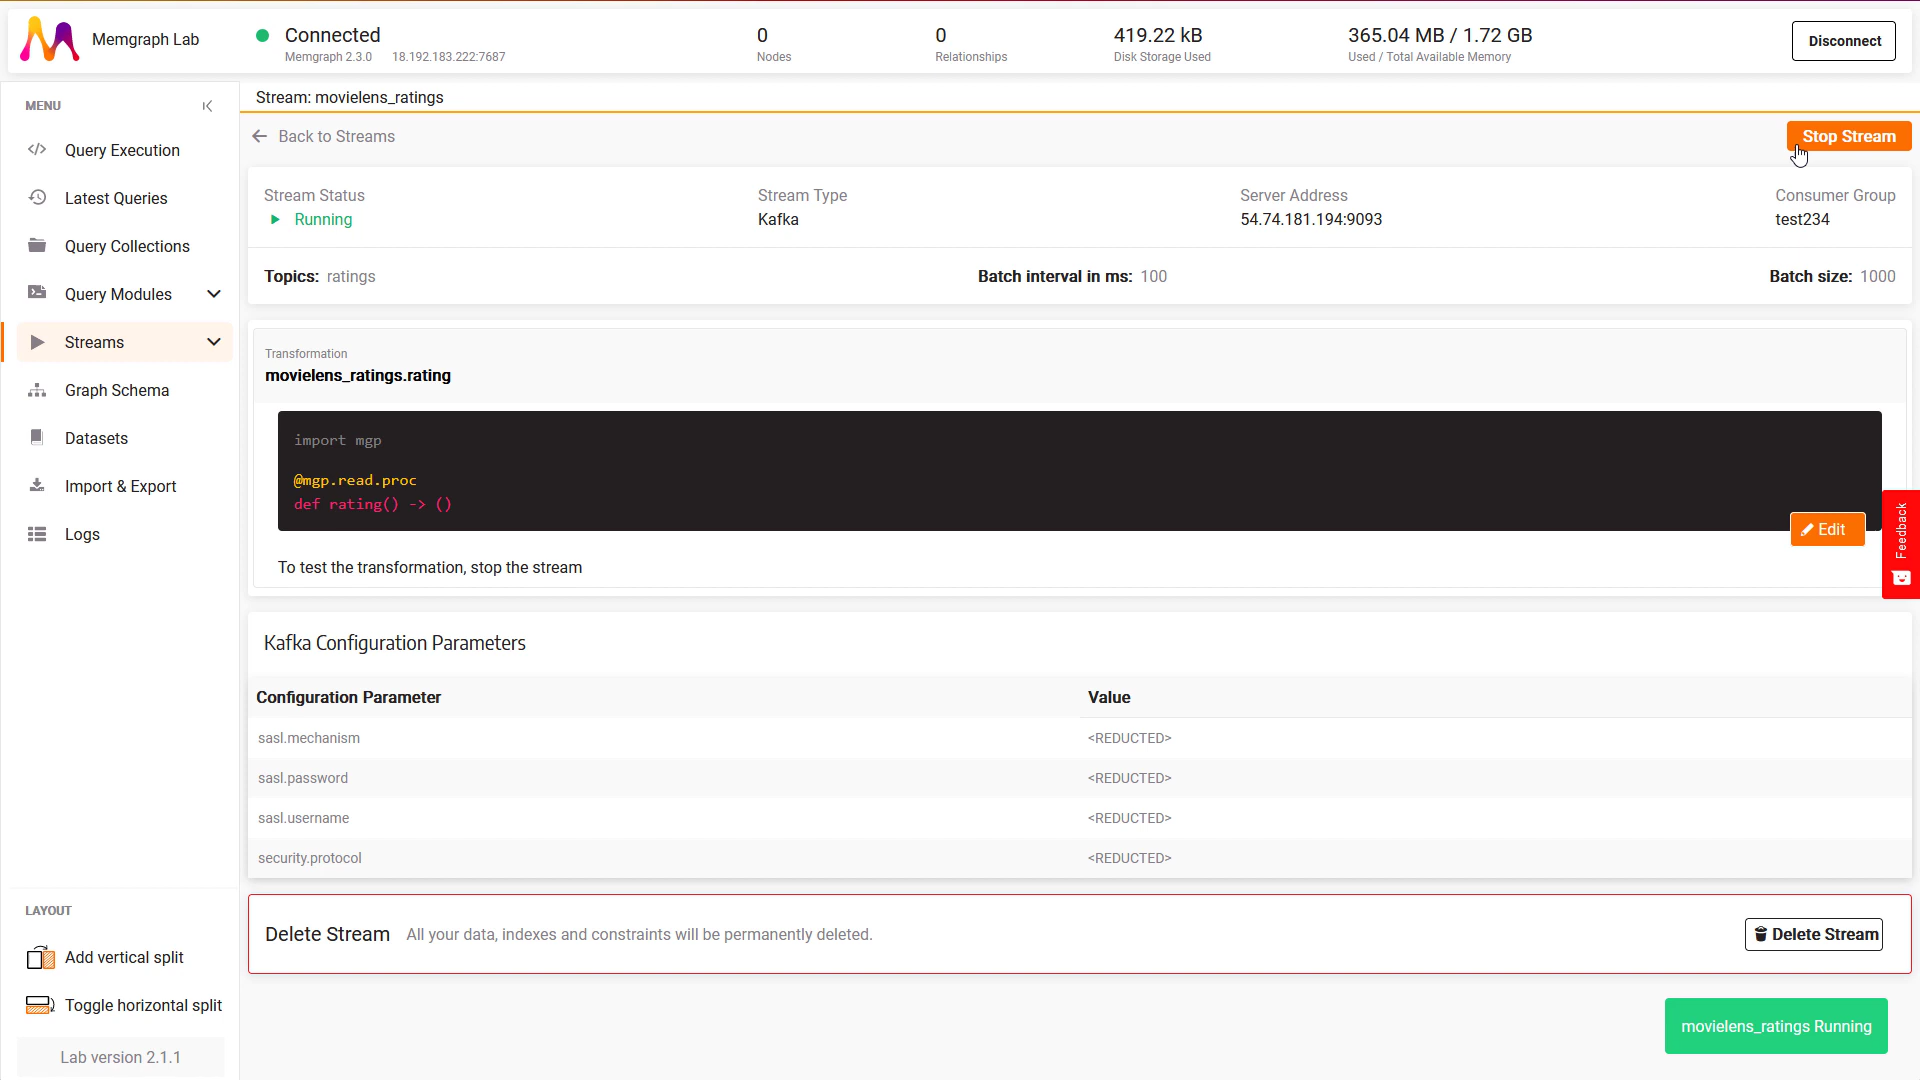 Memgraph Lab
Connected
Memgraph 2.3.0 18.192.183.222:7687
0
Nodes
0
Relationships
419.22 kB
Disk Storage Used
365.04 MB / 1.72 GB
Used / Total Available Memory
Disconnect
MENU
Query Execution
Latest Queries
Query Collections
Query Modules
Streams
Graph Schema
Datasets
Import & Export
Logs
LAYOUT
Add vertical split
Toggle horizontal split
Lab version 2.1.1
Stream: movielens_ratings
Back to Streams
Stop Stream
Stream Status
Running
Stream Type
Kafka
Server Address
54.74.181.194:9093
Consumer Group
test234
Topics: ratings
Batch interval in ms: 100
Batch size: 1000
Transformation
movielens_ratings.rating
import mgp
@mgp.read.proc
def rating() -> ()
Edit
To test the transformation, stop the stream
Feedback
Kafka Configuration Parameters
Configuration Parameter Value
sasl.mechanism <REDUCTED>
sasl.password <REDUCTED>
sasl.username <REDUCTED>
security.protocol <REDUCTED>
Delete Stream All your data, indexes and constraints will be permanently deleted.
Delete Stream
movielens_ratings Running